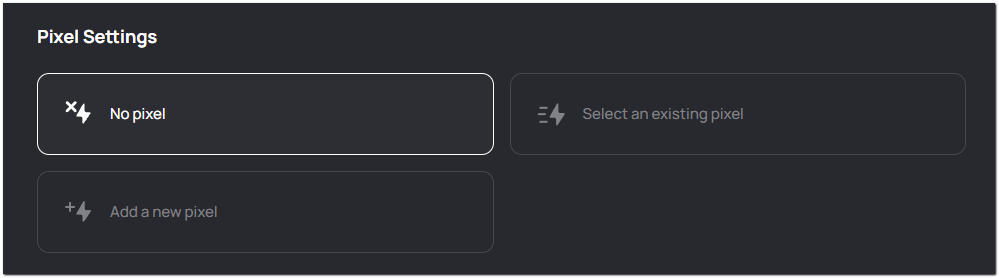 Pixel Settings
No pixel
Select an existing pixel
Add a new pixel